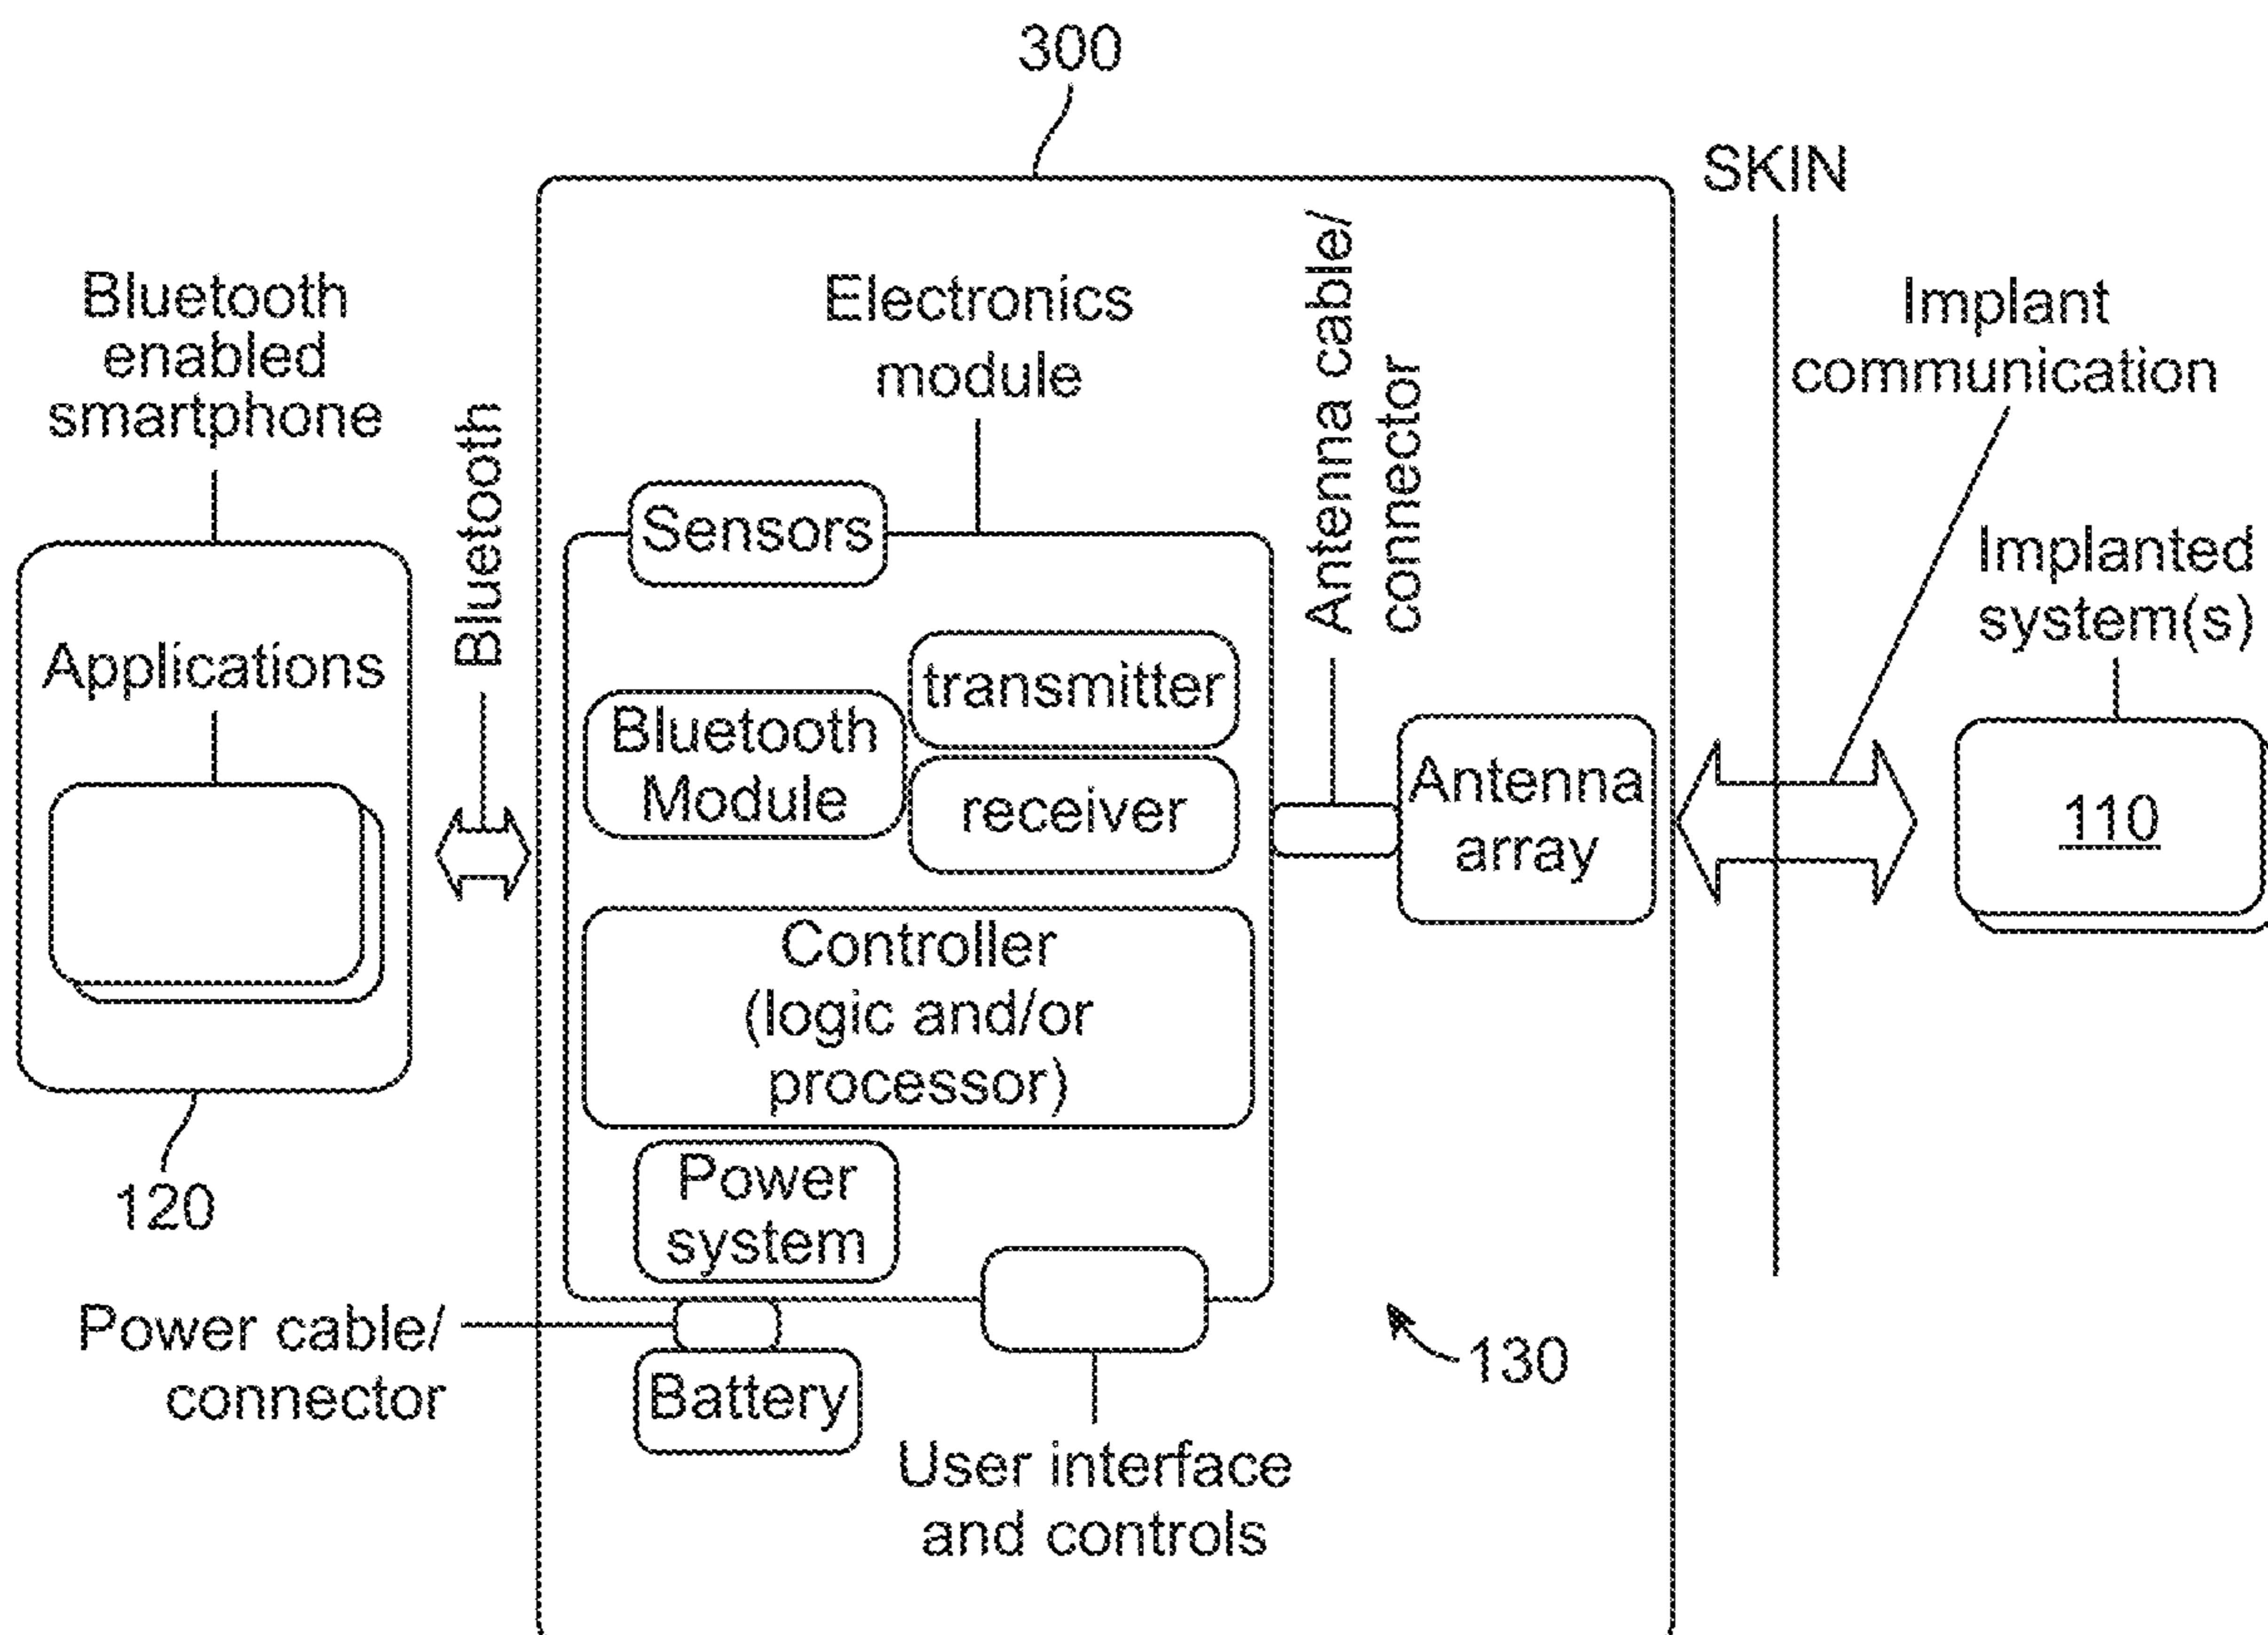 300
SKIN
Bluetooth
enabled
smartphone
Bluetooth
Electronics
module
Antenna cable/
connector
Implant
communication
Implanted
system(s)
Applications
Sensors
transmitter
Bluetooth
Module
receiver
Antenna
array
110
Controller
(logic and/or
processor)
120
Power
system
Power cable/
connector
Battery
130
User interface
and controls